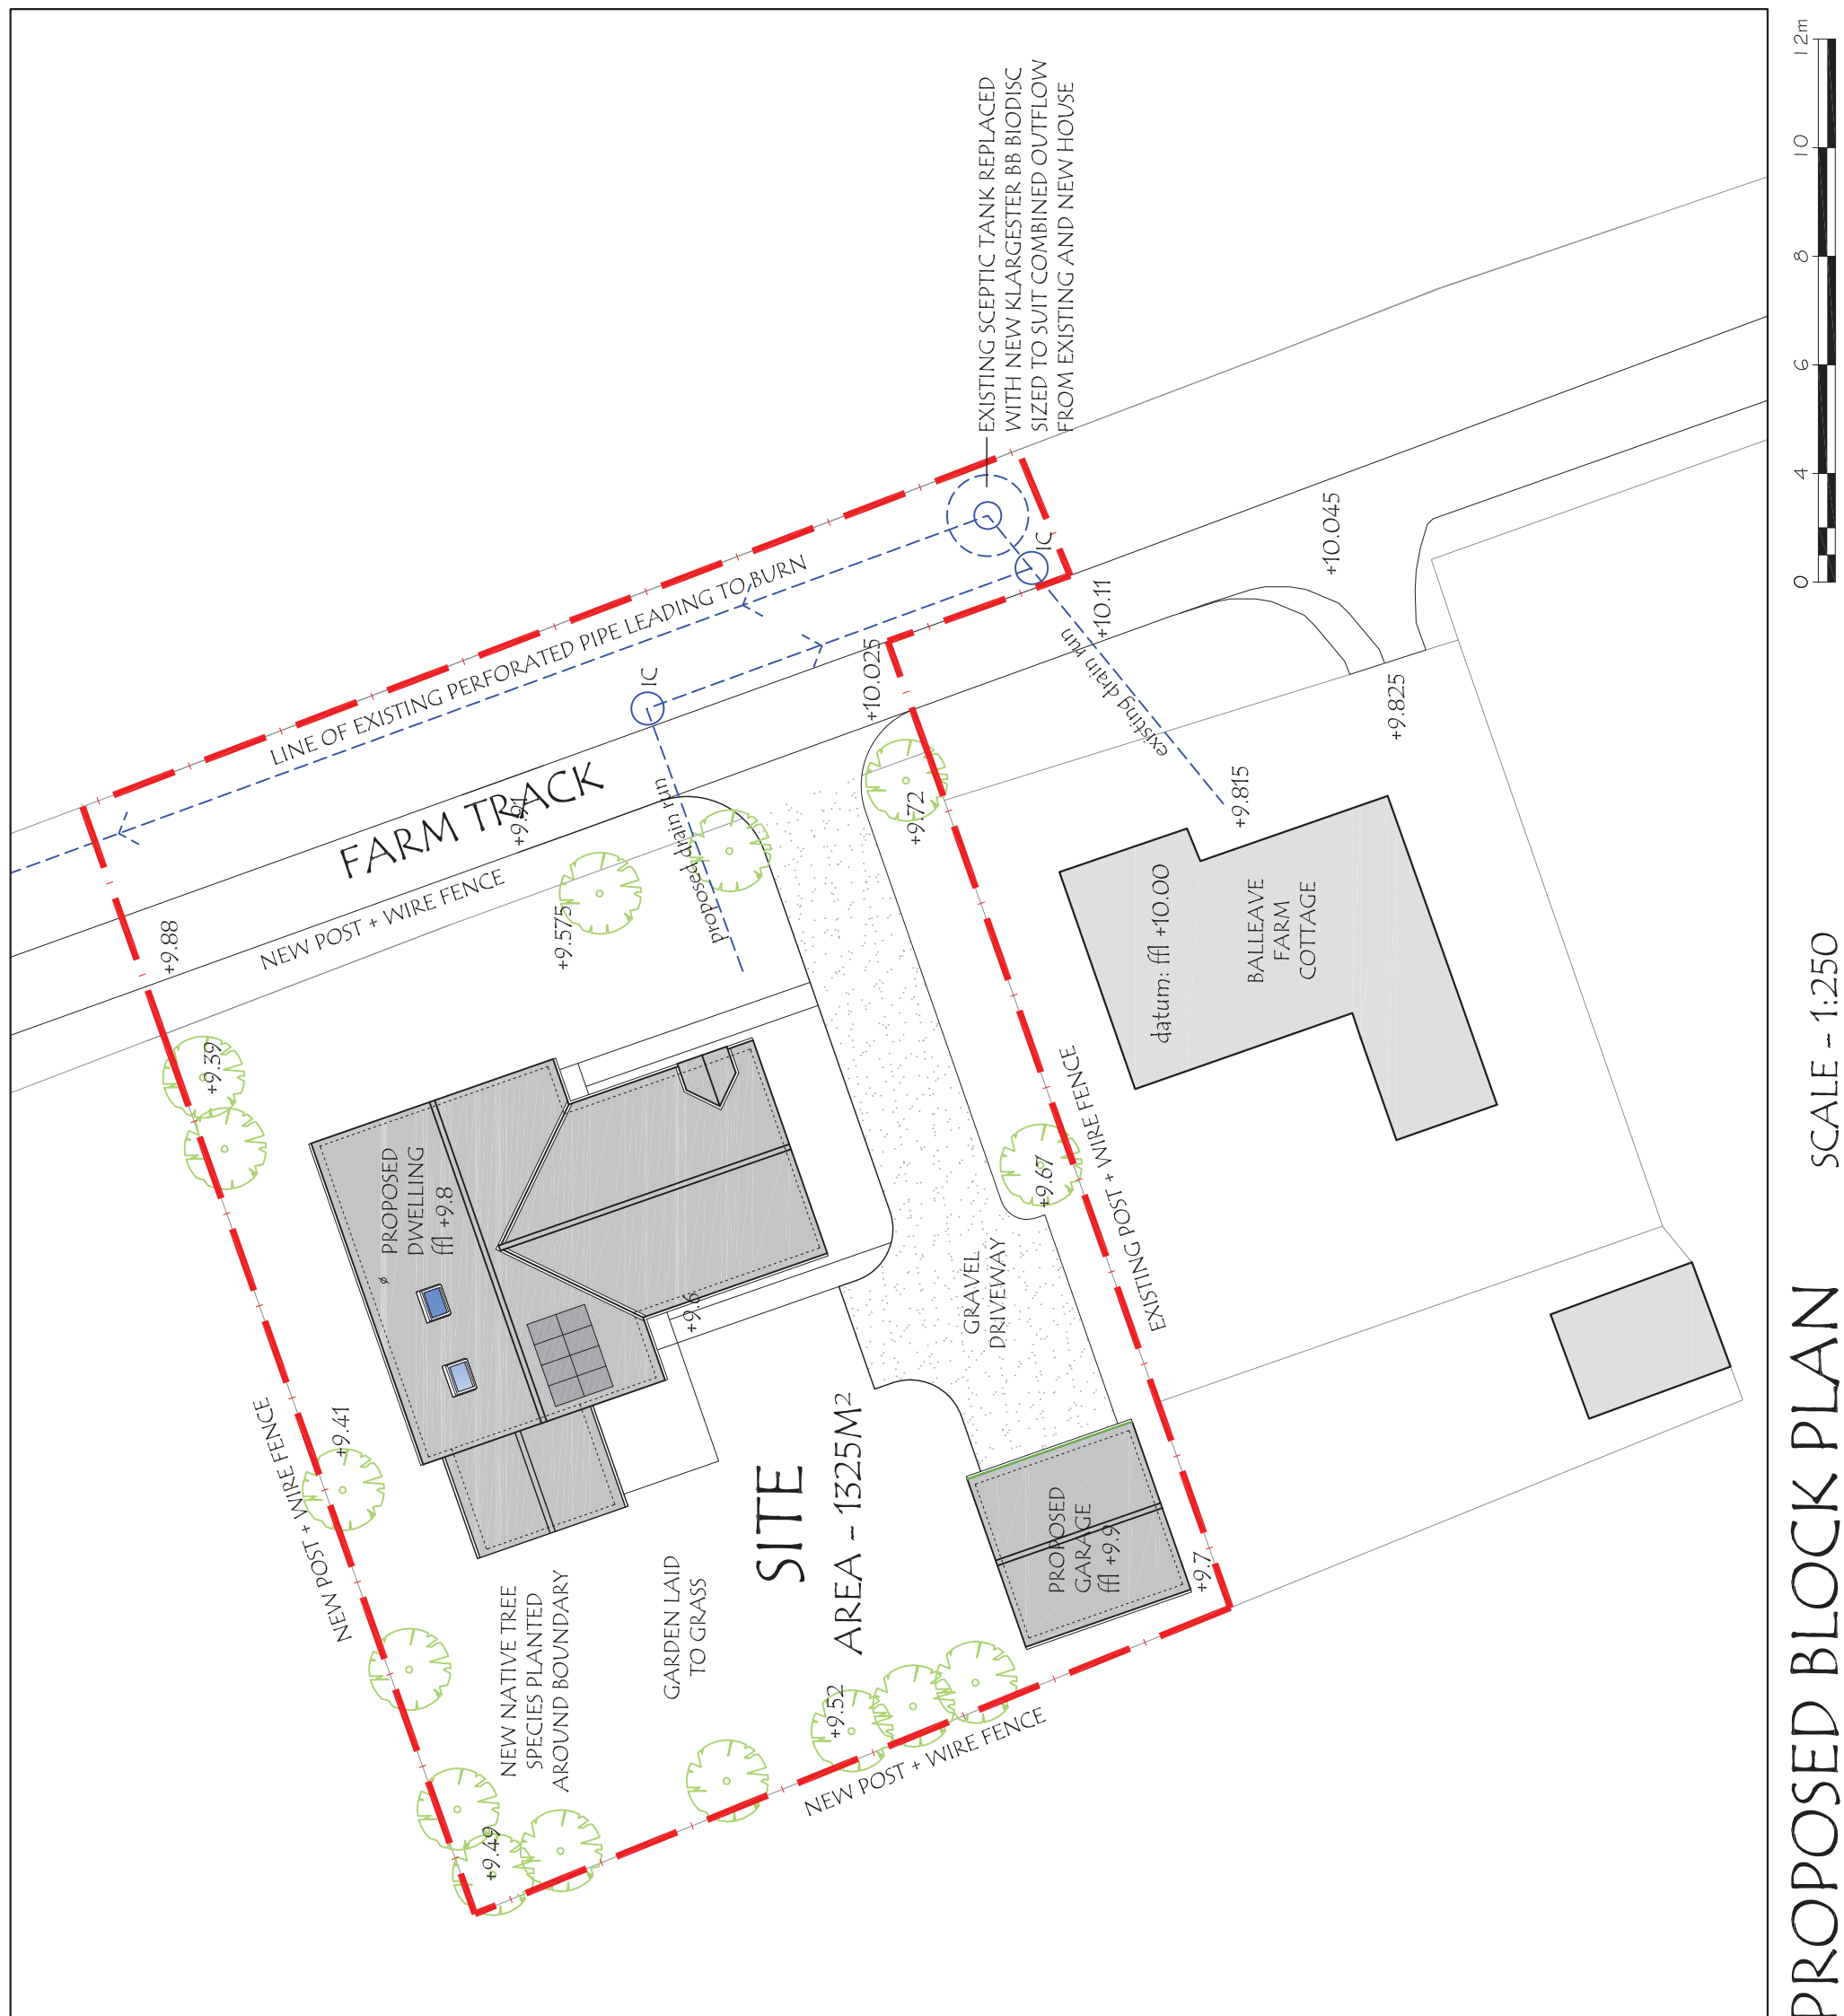 EXISTING SCEPTIC TANK REPLACED
WITH NEW KLARGESTER BB BIODISC
SIZED TO SUIT COMBINED OUTFLOW
FROM EXISTING AND NEW HOUSE
LINE OF EXISTING PERFORATED PIPE LEADING TO BURN
IC
IC
FARM TRACK
+9.91
NEW POST + WIRE FENCE
proposed drain run
existing drain run
+10.025
+10.11
+10.045
+9.825
+9.815
+9.88
+9.575
+9.72
+9.39
PROPOSED
DWELLING
ffl +9.8
datum: ffl +10.00
BALLEAVE
FARM
COTTAGE
+9.67
EXISTING POST + WIRE FENCE
GRAVEL
DRIVEWAY
+9.6
+9.41
NEW POST + WIRE FENCE
SITE
AREA - 1325M²
PROPOSED
GARAGE
ffl +9.9
+9.7
NEW NATIVE TREE
SPECIES PLANTED
AROUND BOUNDARY
GARDEN LAID
TO GRASS
+9.52
+9.49
NEW POST + WIRE FENCE
PROPOSED BLOCK PLAN
SCALE - 1:250
0 4 6 8 10 12m